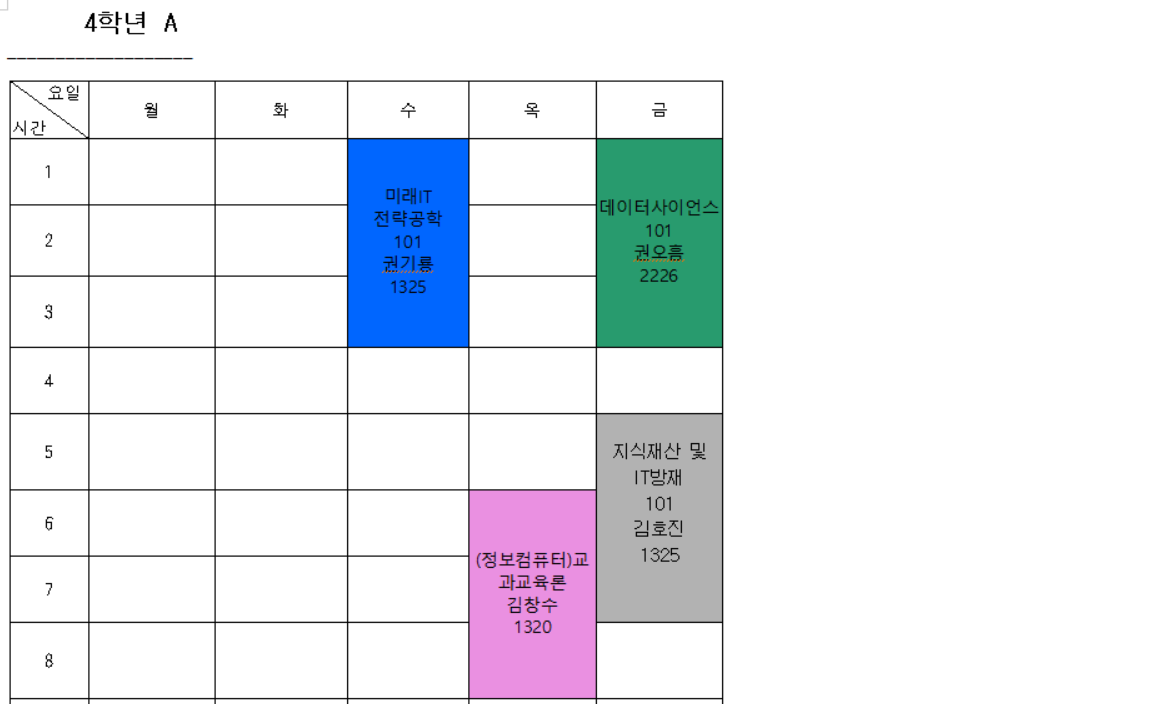 4학년 A
요일
시간
월
화
수
목
금
1
2
3
4
5
6
7
8
미래IT
전략공학
101
권기룡
1325
데이터사이언스
101
권오흠
2226
지식재산 및
IT방재
101
김호진
1325
(정보컴퓨터)교
과교육론
김창수
1320